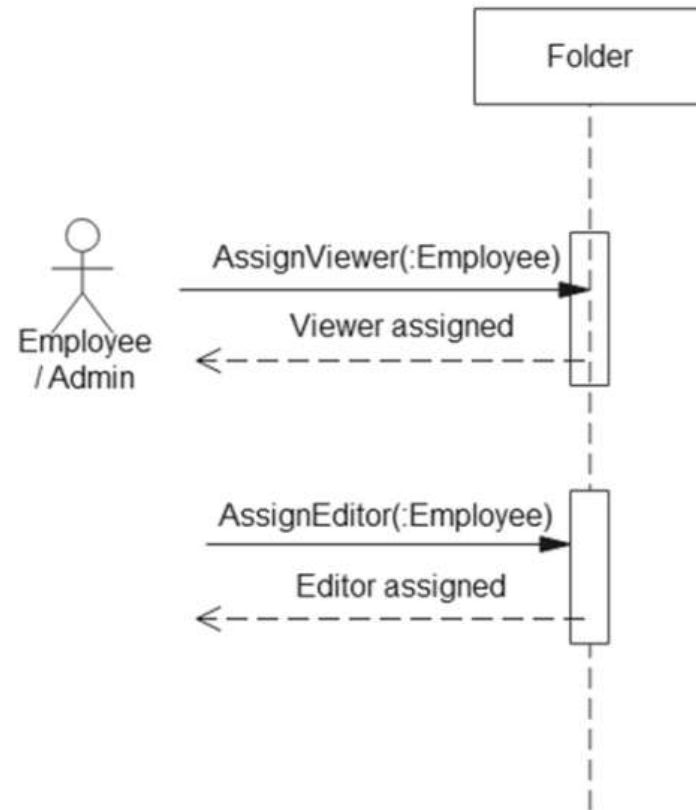 Folder
AssignViewer(:Employee)
Viewer assigned
Employee
/ Admin
AssignEditor(:Employee)
Editor assigned